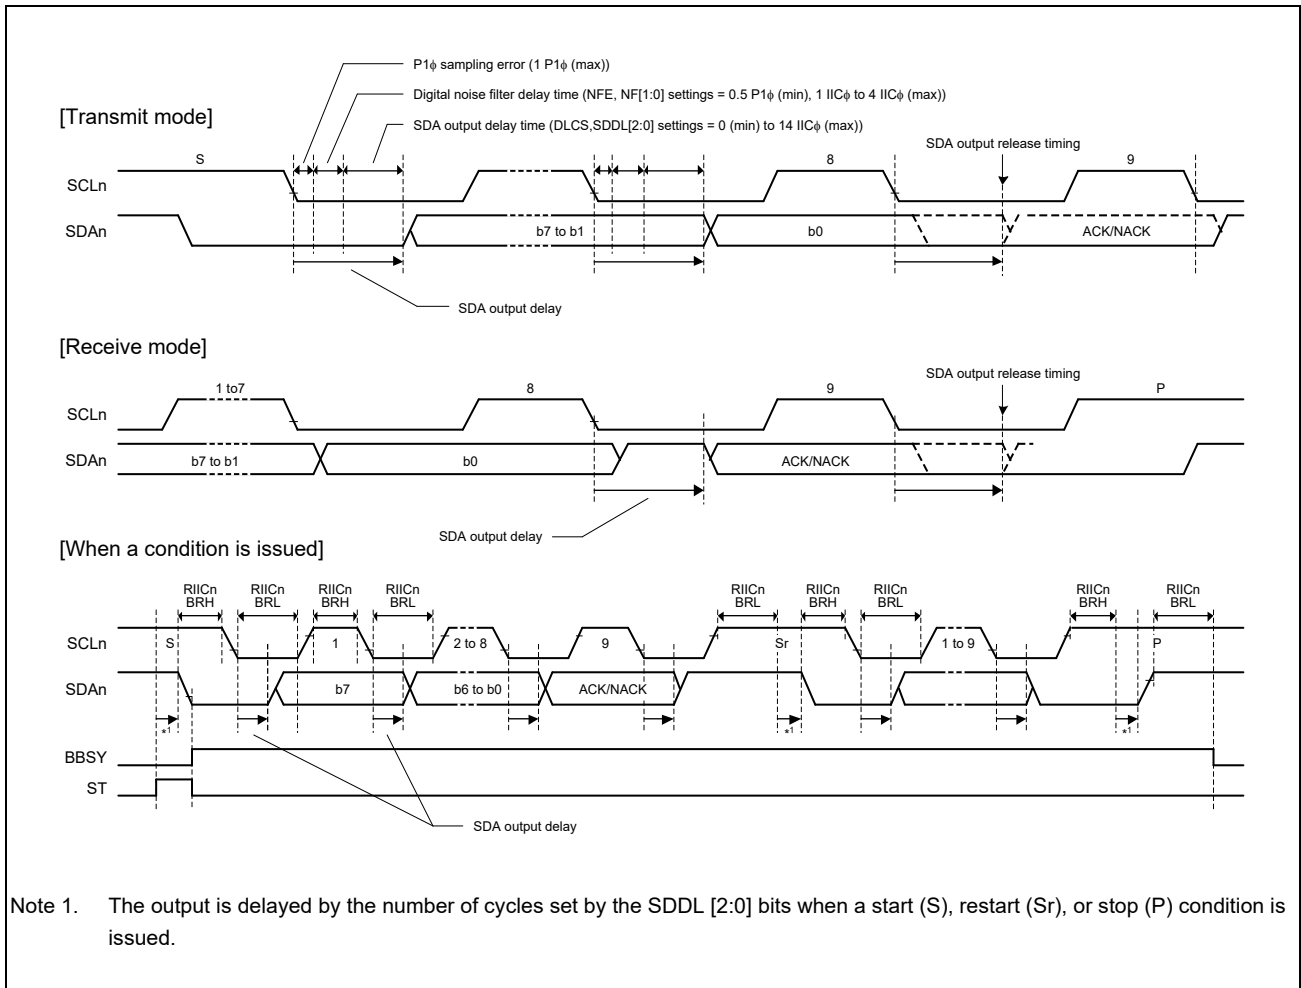 P1ϕ sampling error (1 P1ϕ (max))
Digital noise filter delay time (NFE, NF[1:0] settings = 0.5 P1ϕ (min), 1 IICϕ to 4 IICϕ (max))
[Transmit mode]
SDA output delay time (DLCS,SDDL[2:0] settings = 0 (min) to 14 IICϕ (max))
SDA output release timing
S 8 9
SCLn
SDAn b7 to b1 b0 ACK/NACK
SDA output delay
[Receive mode]
SDA output release timing
1 to7 8 9 P
SCLn
SDAn b7 to b1 b0 ACK/NACK
SDA output delay
[When a condition is issued]
RIICn RIICn RIICn RIICn RIICn RIICn RIICn RIICn RIICn
BRH BRL BRH BRL BRL BRH BRL BRH BRL
SCLn S 1 2 to 8 9 Sr 1 to 9 P
SDAn b7 b6 to b0 ACK/NACK
*1 *1 *1
BBSY
ST
SDA output delay
Note 1. The output is delayed by the number of cycles set by the SDDL [2:0] bits when a start (S), restart (Sr), or stop (P) condition is
issued.